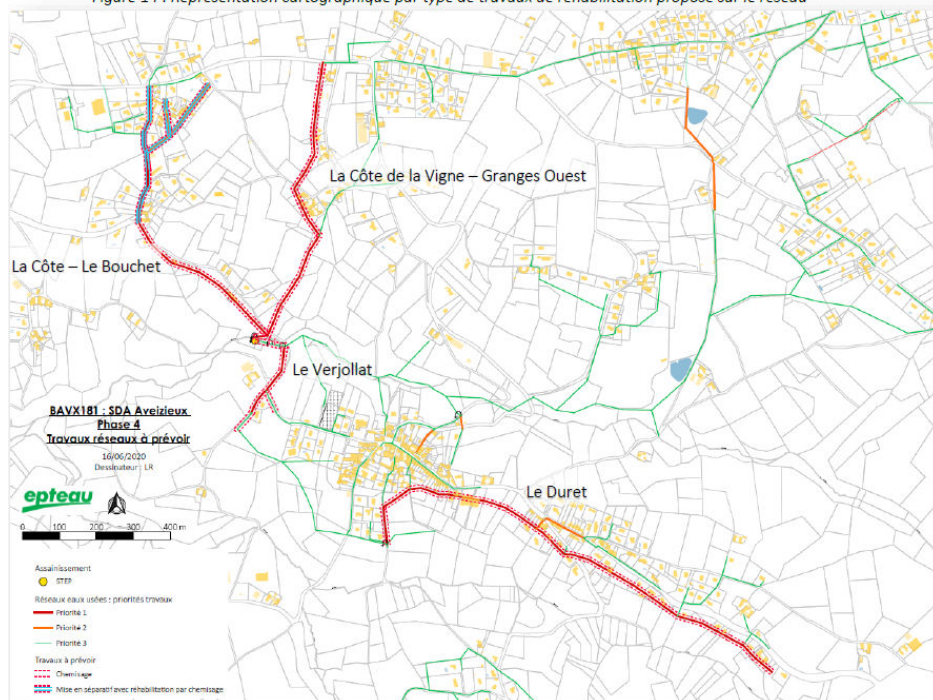 Figure 14 : Représentation cartographique par type de travaux de réhabilitation proposé sur le réseau
La Côte de la Vigne – Granges Ouest
La Côte – Le Bouchet
Le Verjollat
BAVX181 : SDA Aveizieux
Phase 4
Travaux réseaux à prévoir
16/06/2020
Dessinateur : LR
Le Duret
epteau
0 100 200 300 400 m
Assainissement
STEP
Réseaux eaux usées : priorités travaux
Priorité 1
Priorité 2
Priorité 3
Travaux à prévoir
Chemisage
Mise en séparatif avec réhabilitation par chemisage